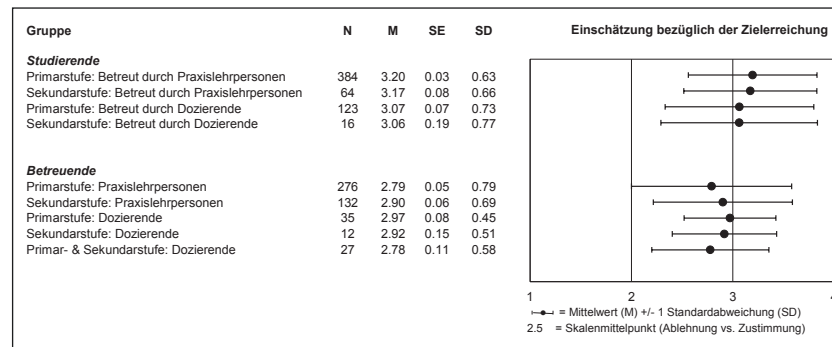 Gruppe N M SE SD Einschätzung bezüglich der Zielerreichung
Studierende
Primarstufe: Betreut durch Praxislehrpersonen 384 3.20 0.03 0.63
Sekundarstufe: Betreut durch Praxislehrpersonen 64 3.17 0.08 0.66
Primarstufe: Betreut durch Dozierende 123 3.07 0.07 0.73
Sekundarstufe: Betreut durch Dozierende 16 3.06 0.19 0.77
Betreuende
Primarstufe: Praxislehrpersonen 276 2.79 0.05 0.79
Sekundarstufe: Praxislehrpersonen 132 2.90 0.06 0.69
Primarstufe: Dozierende 35 2.97 0.08 0.45
Sekundarstufe: Dozierende 12 2.92 0.15 0.51
Primar- & Sekundarstufe: Dozierende 27 2.78 0.11 0.58
1 2 3 4
= Mittelwert (M) +/- 1 Standardabweichung (SD)
2.5 = Skalenmittelpunkt (Ablehnung vs. Zustimmung)